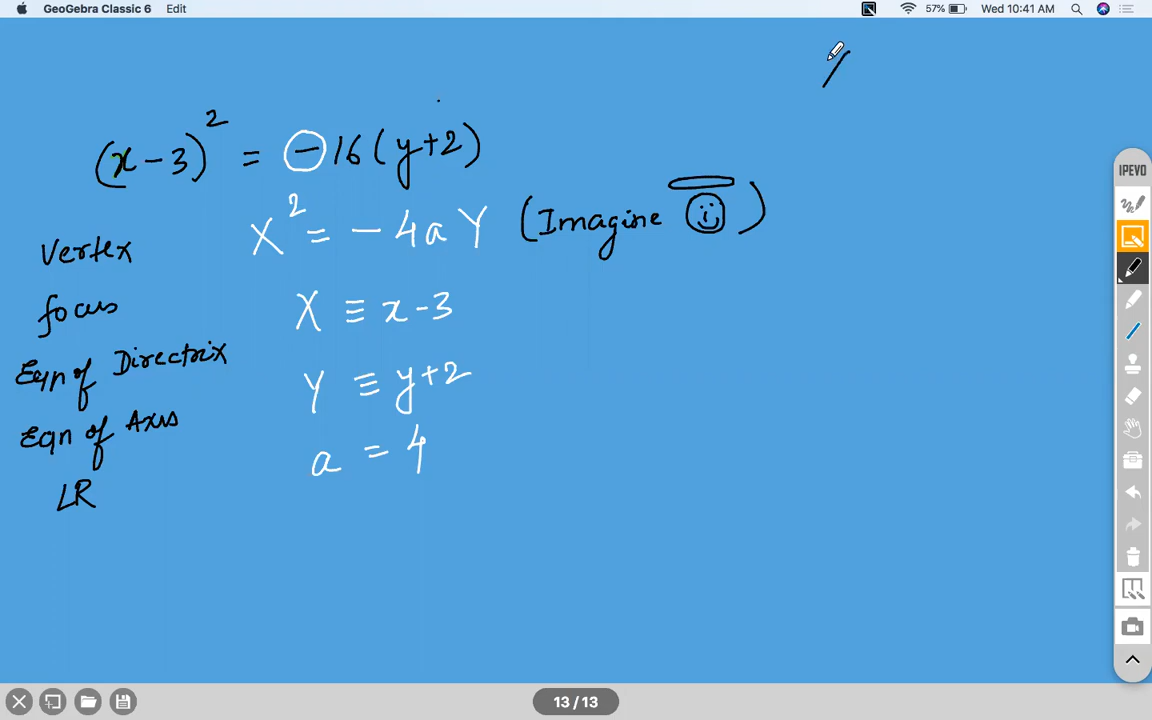 GeoGebra Classic 6 Edit 57% Wed 10:41 AM
(x-3)² = -16(y+2)
X² = -4aY (Imagine)
Vertex
X ≡ x-3
focus
Eqn of Directrix
Y ≡ y+2
Eqn of Axis
a = 4
LR
IPEVO
13 / 13